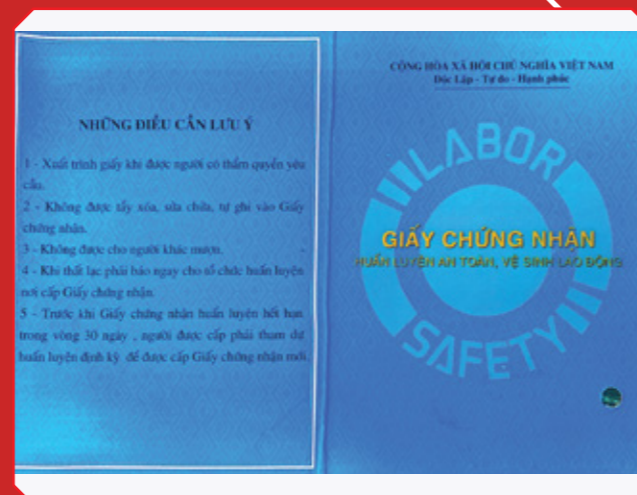 NHỮNG ĐIỀU CẦN LƯU Ý
1 - Xuất trình giấy khi được người có thẩm quyền yêu
cầu.
2 - Không được tẩy xóa, sửa chữa, tự ghi vào Giấy
chứng nhận.
3 - Không được cho người khác mượn.
4 - Khi thất lạc phải báo ngay cho tổ chức huấn luyện
nơi cấp Giấy chứng nhận.
5 - Trước khi Giấy chứng nhận huấn luyện hết hạn
trong vòng 30 ngày , người được cấp phải tham dự
huấn luyện định kỳ để được cấp Giấy chứng nhận mới.
CỘNG HÒA XÃ HỘI CHỦ NGHĨA VIỆT NAM
Độc Lập - Tự do - Hạnh phúc
LABOR
GIẤY CHỨNG NHẬN
HUẤN LUYỆN AN TOÀN, VỆ SINH LAO ĐỘNG
SAFETY